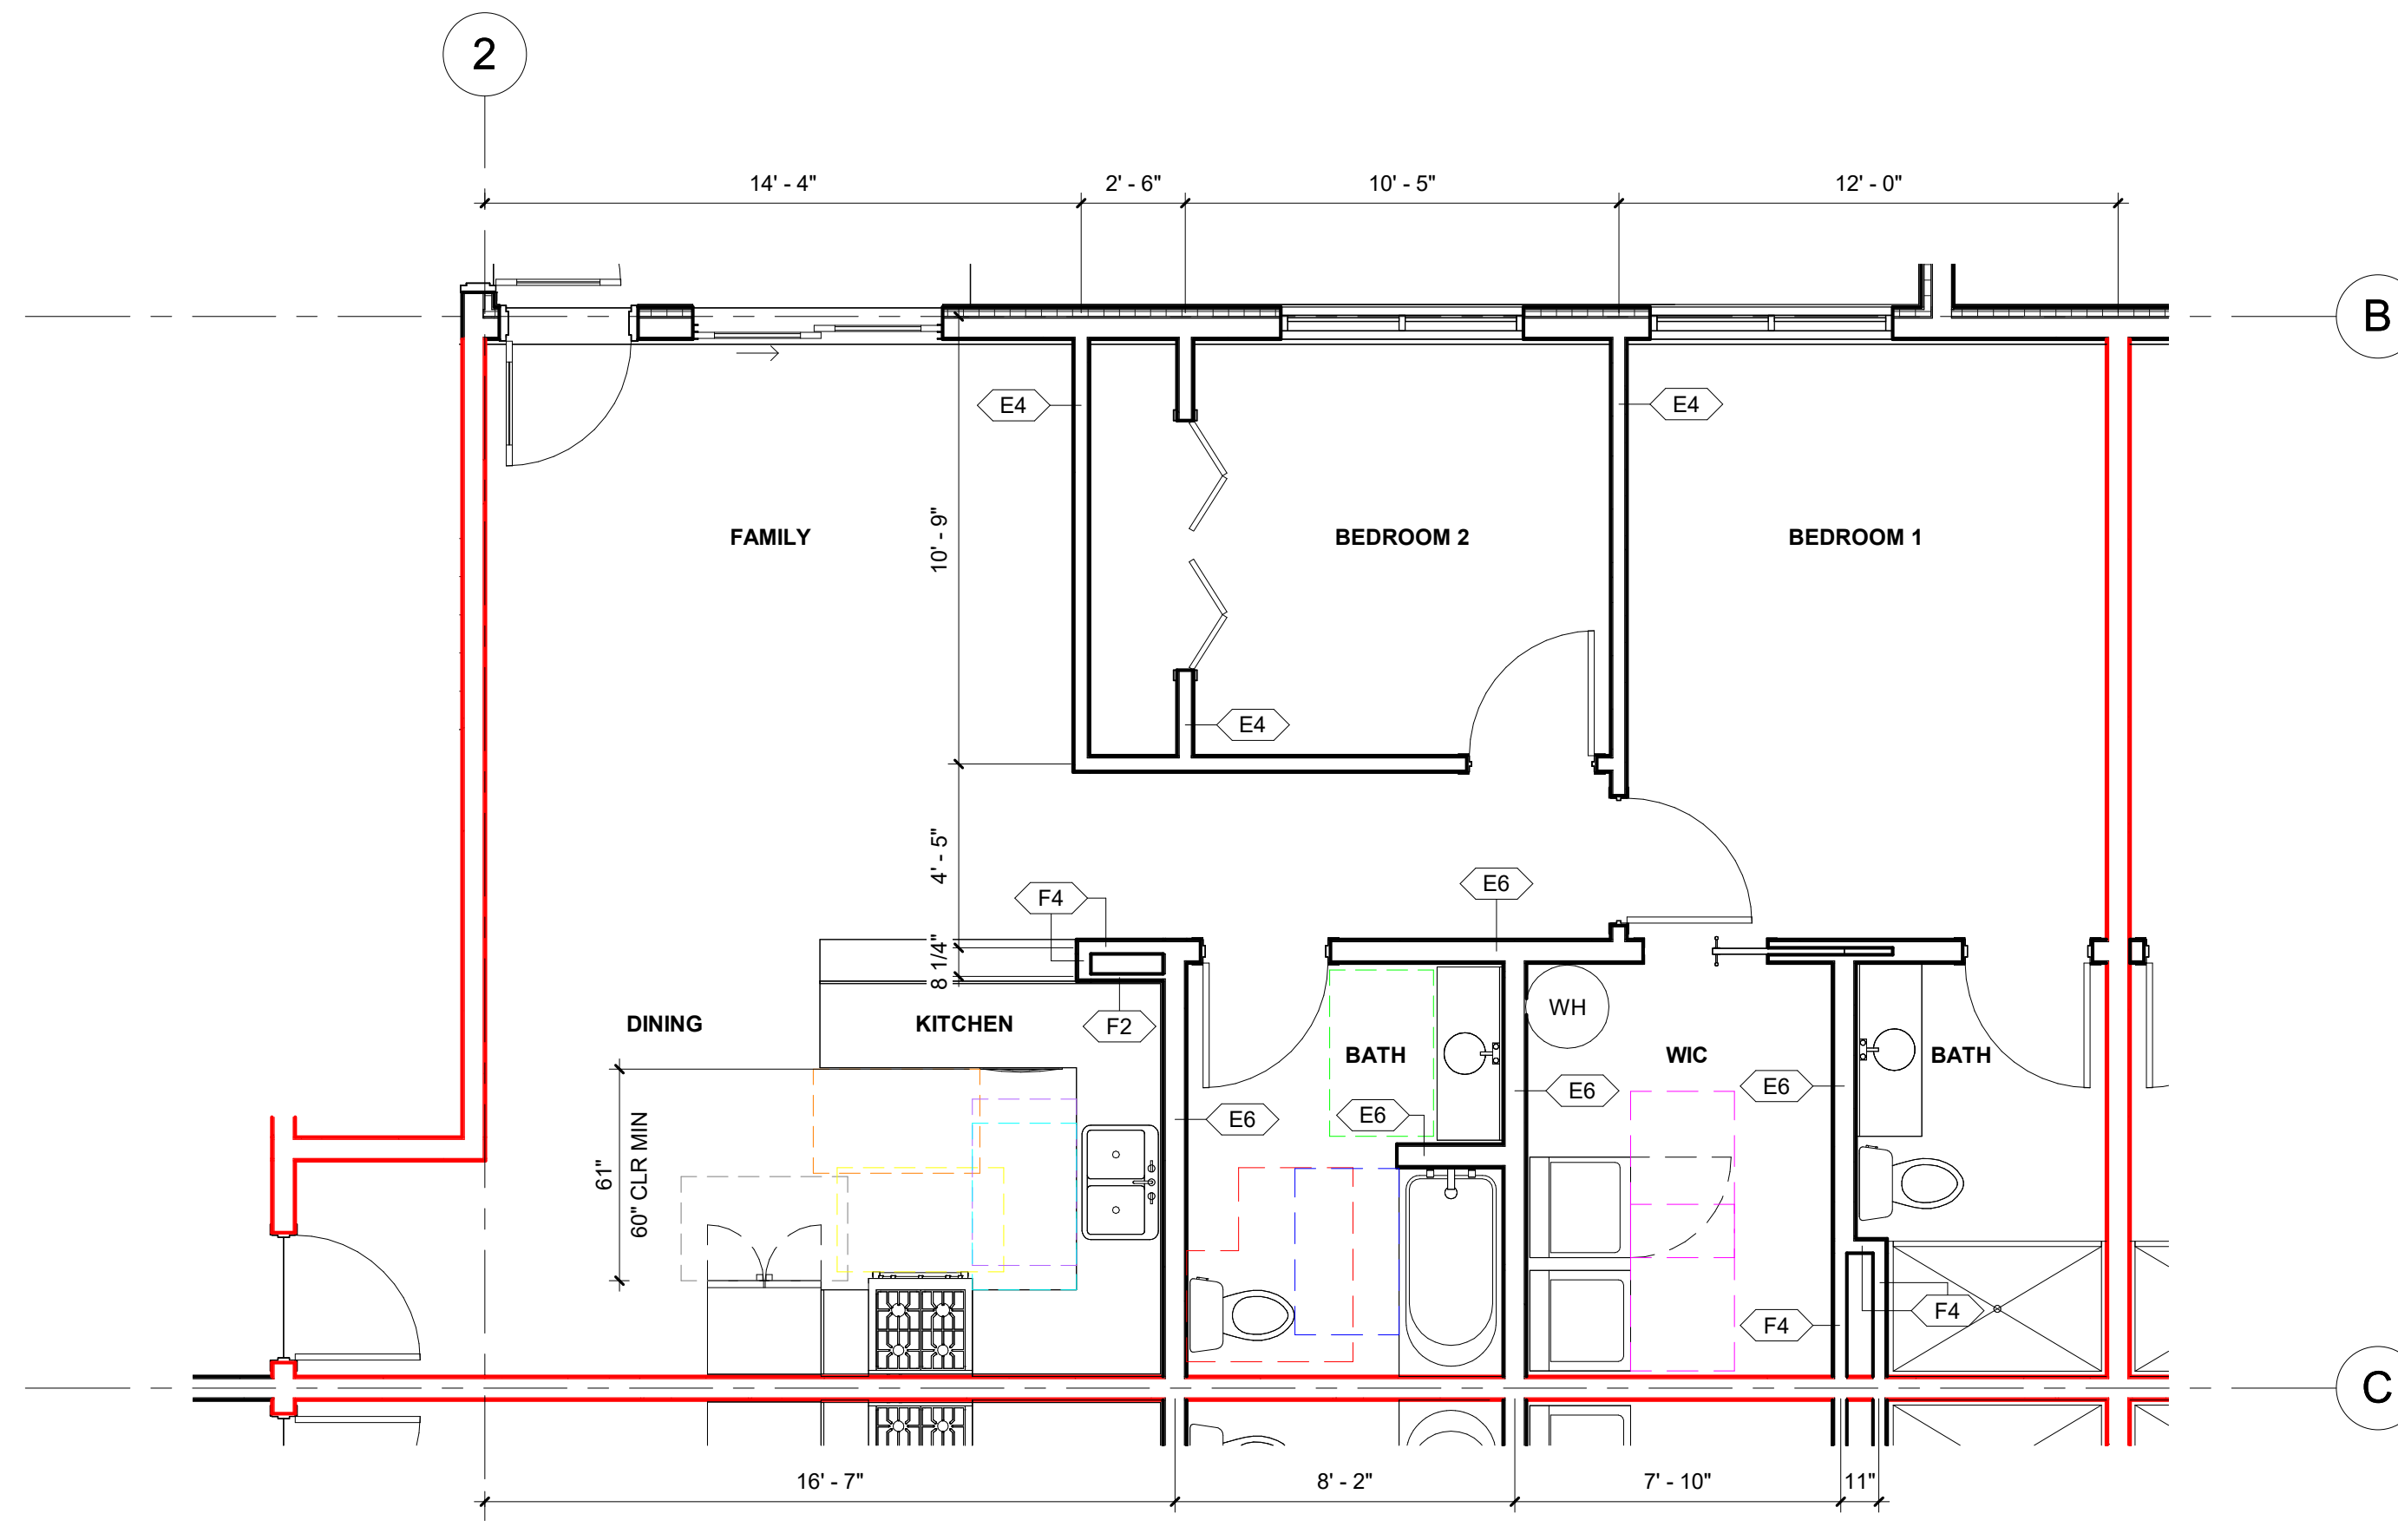 2
14' - 4"
2' - 6"
10' - 5"
12' - 0"
B
E4
E4
10' - 9"
FAMILY
BEDROOM 2
BEDROOM 1
E4
4' - 5"
F4
E6
8 1/4"
WH
DINING
KITCHEN
F2
BATH
WIC
BATH
E6
E6
E6
E6
61"
60" CLR MIN
F4
F4
C
16' - 7"
8' - 2"
7' - 10"
11"